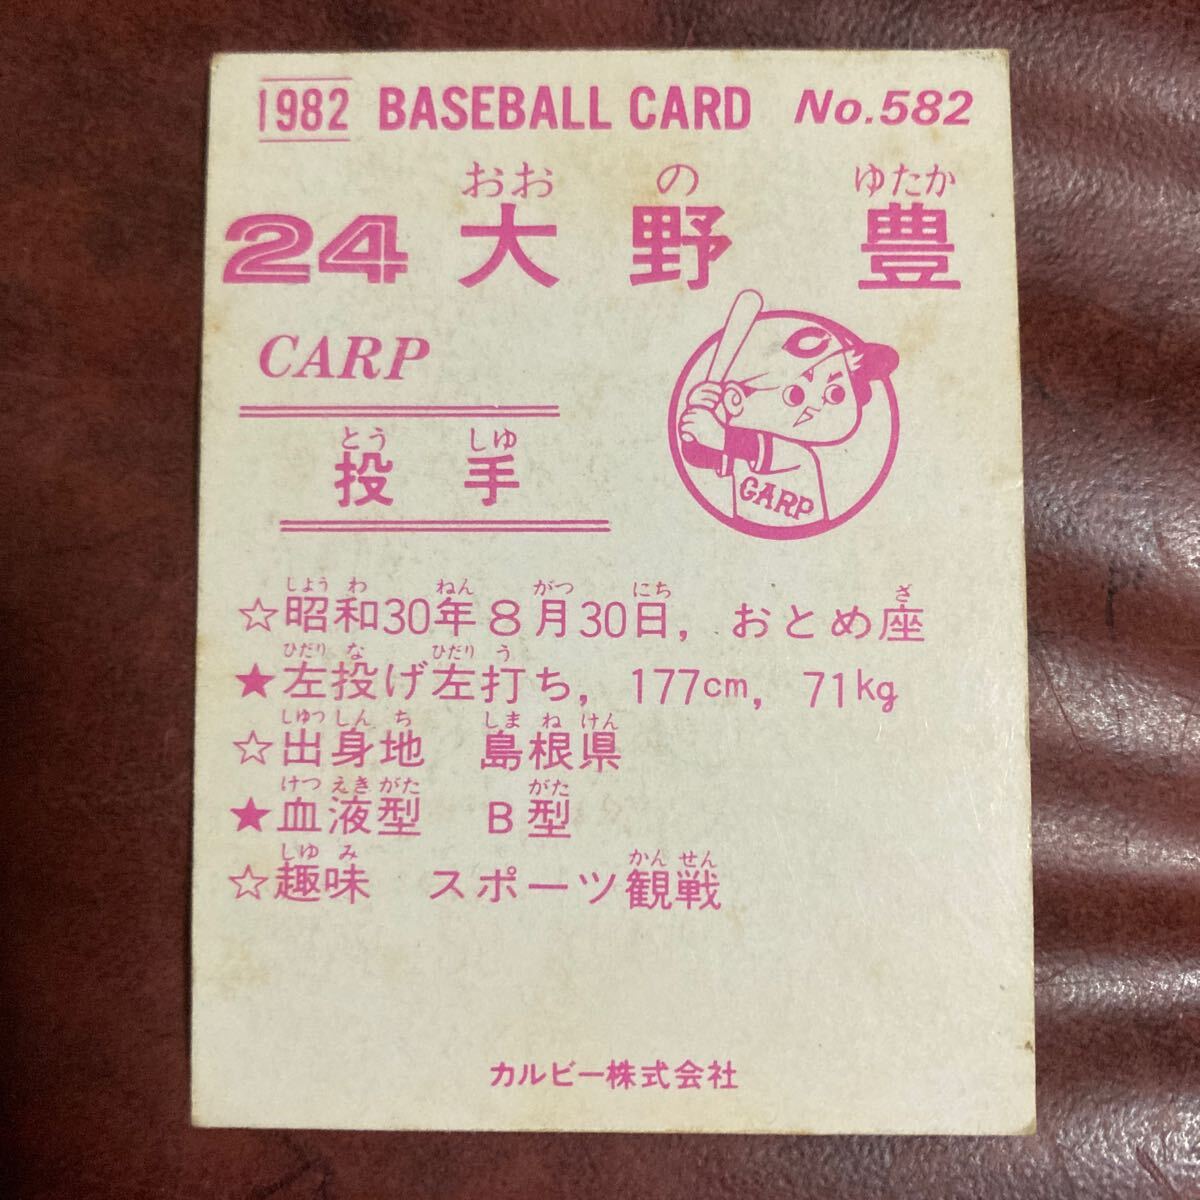 1982 BASEBALL CARD No.582
おお の ゆたか
24 大野 豊
CARP
とう しゆ
投手
CARP
しよう わ ねん がつ にち ざ
☆昭和30年8月30日, おとめ座
ひだり な ひだり う
★左投げ左打ち, 177cm, 71kg
しゆつ しん ち しま ね けん
☆出身地 島根県
けつ えき がた がた
★血液型 B型
しゆ み かん せん
☆趣味 スポーツ観戦
カルビー株式会社